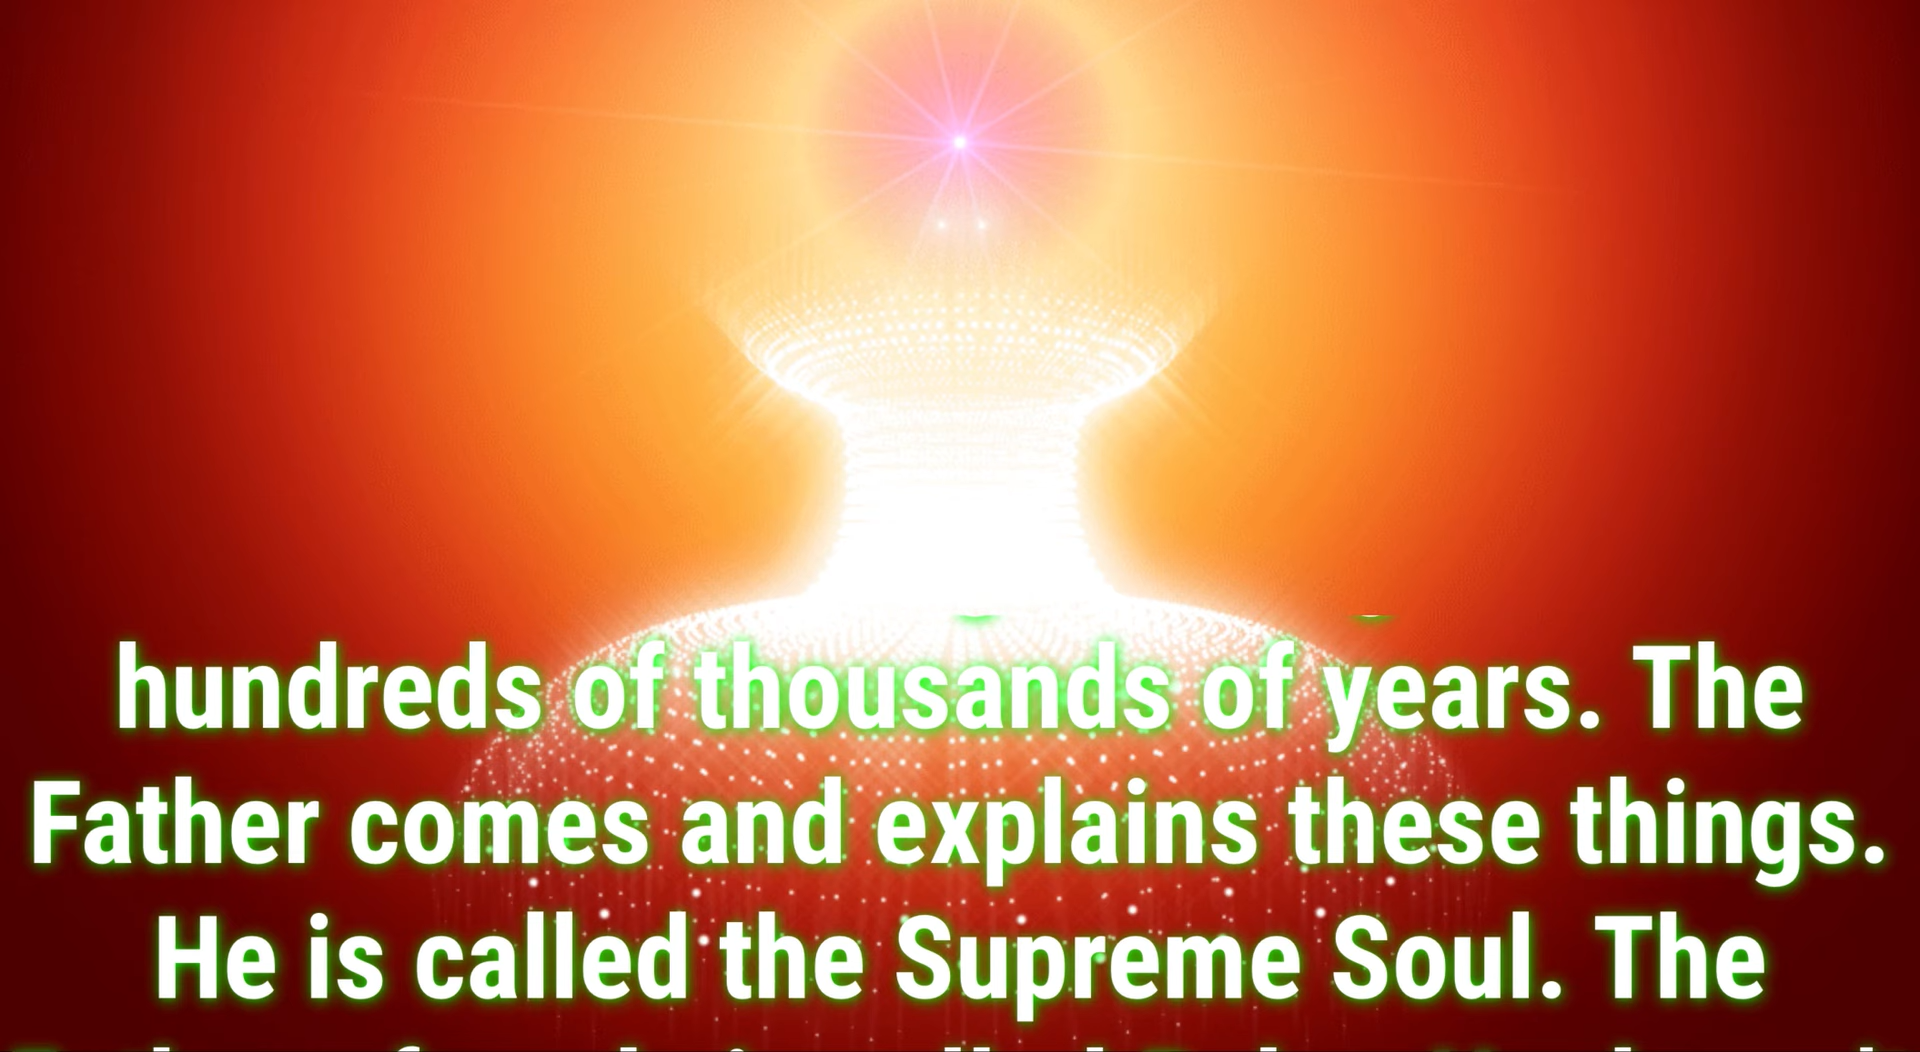 hundreds of thousands of years. The
Father comes and explains these things.
He is called the Supreme Soul. The